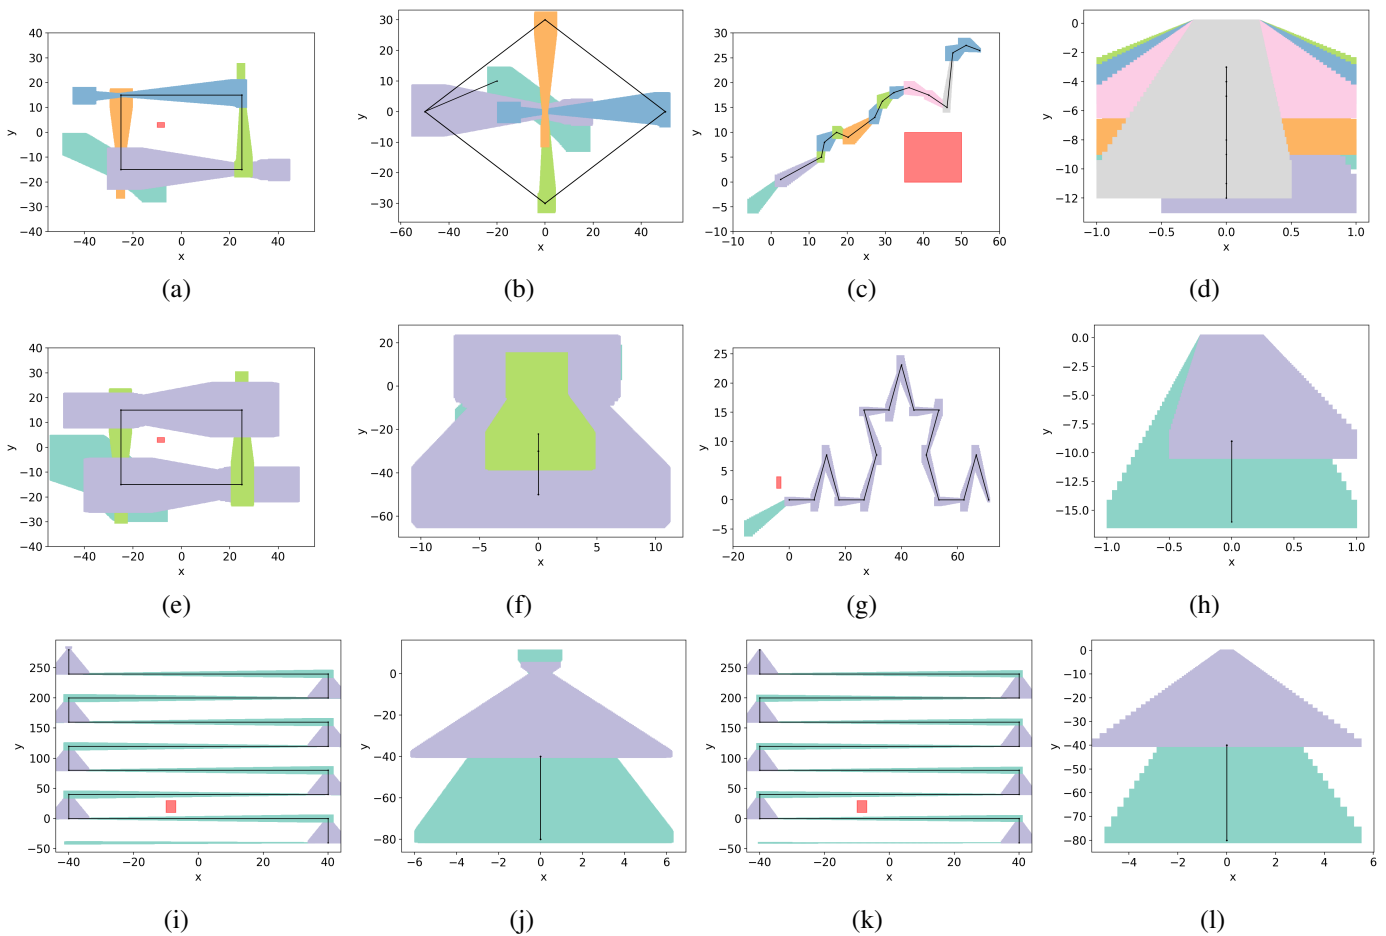 40
30
20
10
0
−10
−20
−30
−40
y
−40 −20 0 20 40
x
(a)
30
20
10
0
−10
−20
−30
y
−60 −40 −20 0 20 40
x
(b)
30
25
20
15
10
5
0
−5
−10
y
−10 0 10 20 30 40 50 60
x
(c)
0
−2
−4
−6
−8
−10
−12
y
−1.0 −0.5 0.0 0.5 1.0
x
(d)
40
30
20
10
0
−10
−20
−30
−40
y
−40 −20 0 20 40
x
(e)
20
0
−20
−40
−60
y
−10 −5 0 5 10
x
(f)
25
20
15
10
5
0
−5
y
−20 0 20 40 60
x
(g)
0.0
−2.5
−5.0
−7.5
−10.0
−12.5
−15.0
y
−1.0 −0.5 0.0 0.5 1.0
x
(h)
250
200
150
100
50
0
−50
y
−40 −20 0 20 40
x
(i)
0
−20
−40
−60
−80
y
−6 −4 −2 0 2 4 6
x
(j)
250
200
150
100
50
0
−50
y
−40 −20 0 20 40
x
(k)
0
−10
−20
−30
−40
−50
−60
−70
−80
y
−4 −2 0 2 4 6
x
(l)